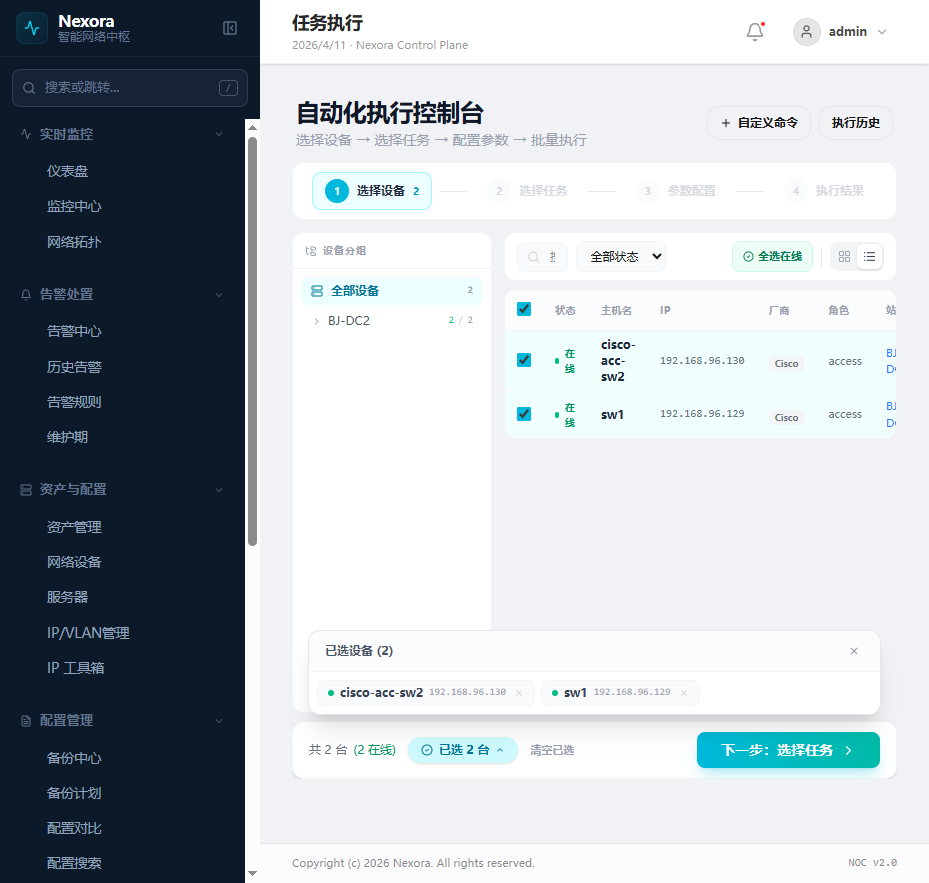 Nexora
智能网络中枢
搜索或跳转... /
实时监控
仪表盘
监控中心
网络拓扑
告警处置
告警中心
历史告警
告警规则
维护期
资产与配置
资产管理
网络设备
服务器
IP/VLAN管理
IP 工具箱
配置管理
备份中心
备份计划
配置对比
配置搜索
任务执行
2026/4/11 · Nexora Control Plane
admin
自动化执行控制台
选择设备 → 选择任务 → 配置参数 → 批量执行
+ 自定义命令
执行历史
1 选择设备 2
2 选择任务
3 参数配置
4 执行结果
设备分组
全部设备 2
BJ-DC2 2 / 2
全部状态
全选在线
状态 主机名 IP 厂商 角色 站
在线 cisco-acc-sw2 192.168.96.130 Cisco access BJ DC
在线 sw1 192.168.96.129 Cisco access BJ DC
已选设备 (2) ×
cisco-acc-sw2 192.168.96.130 ×
sw1 192.168.96.129 ×
共 2 台 (2 在线)
已选 2 台
清空已选
下一步：选择任务
Copyright (c) 2026 Nexora. All rights reserved.
NOC v2.0